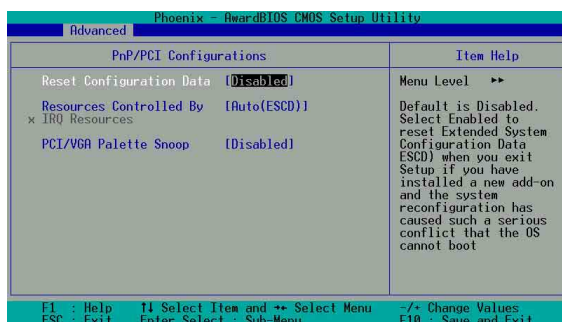 Phoenix - AwardBIOS CMOS Setup Utility
Advanced
PnP/PCI Configurations
Item Help
Reset Configuration Data [Disabled]
Resources Controlled By [Auto(ESCD)]
x IRQ Resources
PCI/VGA Palette Snoop [Disabled]
Menu Level ►►
Default is Disabled.
Select Enabled to
reset Extended System
Configuration Data
ESCD) when you exit
Setup if you have
installed a new add-on
and the system
reconfiguration has
caused such a serious
conflict that the OS
cannot boot
F1 : Help ↑↓ Select Item and →← Select Menu -/+ Change Values
ESC : Exit Enter Select : Sub-Menu F10 : Save and Exit